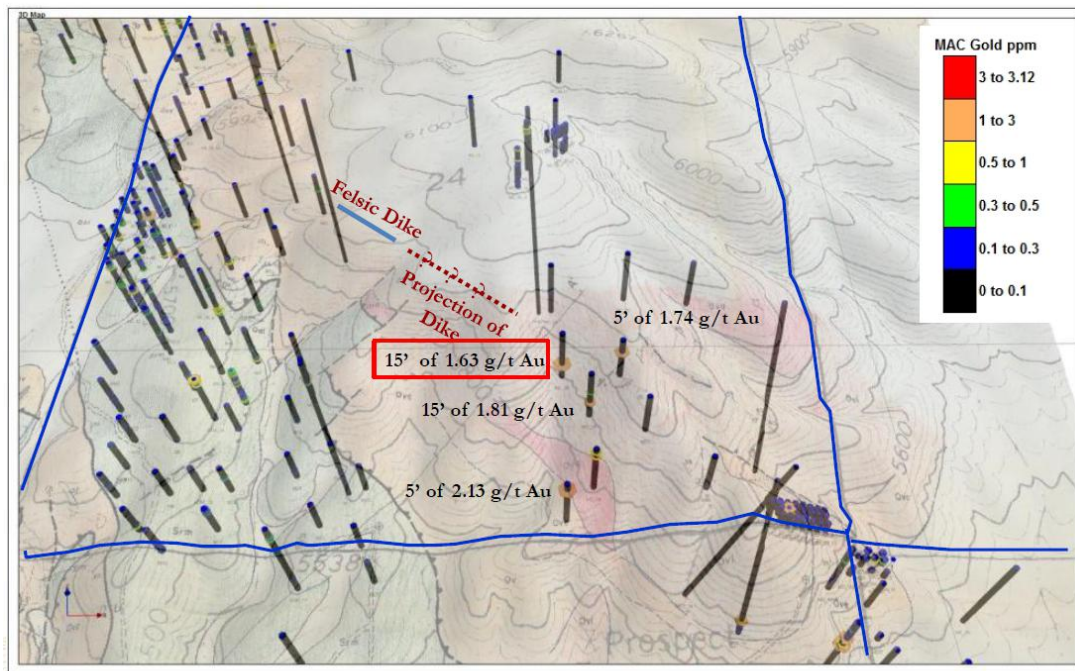 3D Map
MAC Gold ppm
3 to 3.12
1 to 3
0.5 to 1
0.3 to 0.5
0.1 to 0.3
0 to 0.1
6100
5900
6000
24
Felsic Dike
Projection of
Dike
5' of 1.74 g/t Au
15' of 1.63 g/t Au
15' of 1.81 g/t Au
5600
5' of 2.13 g/t Au
5538
Prospect